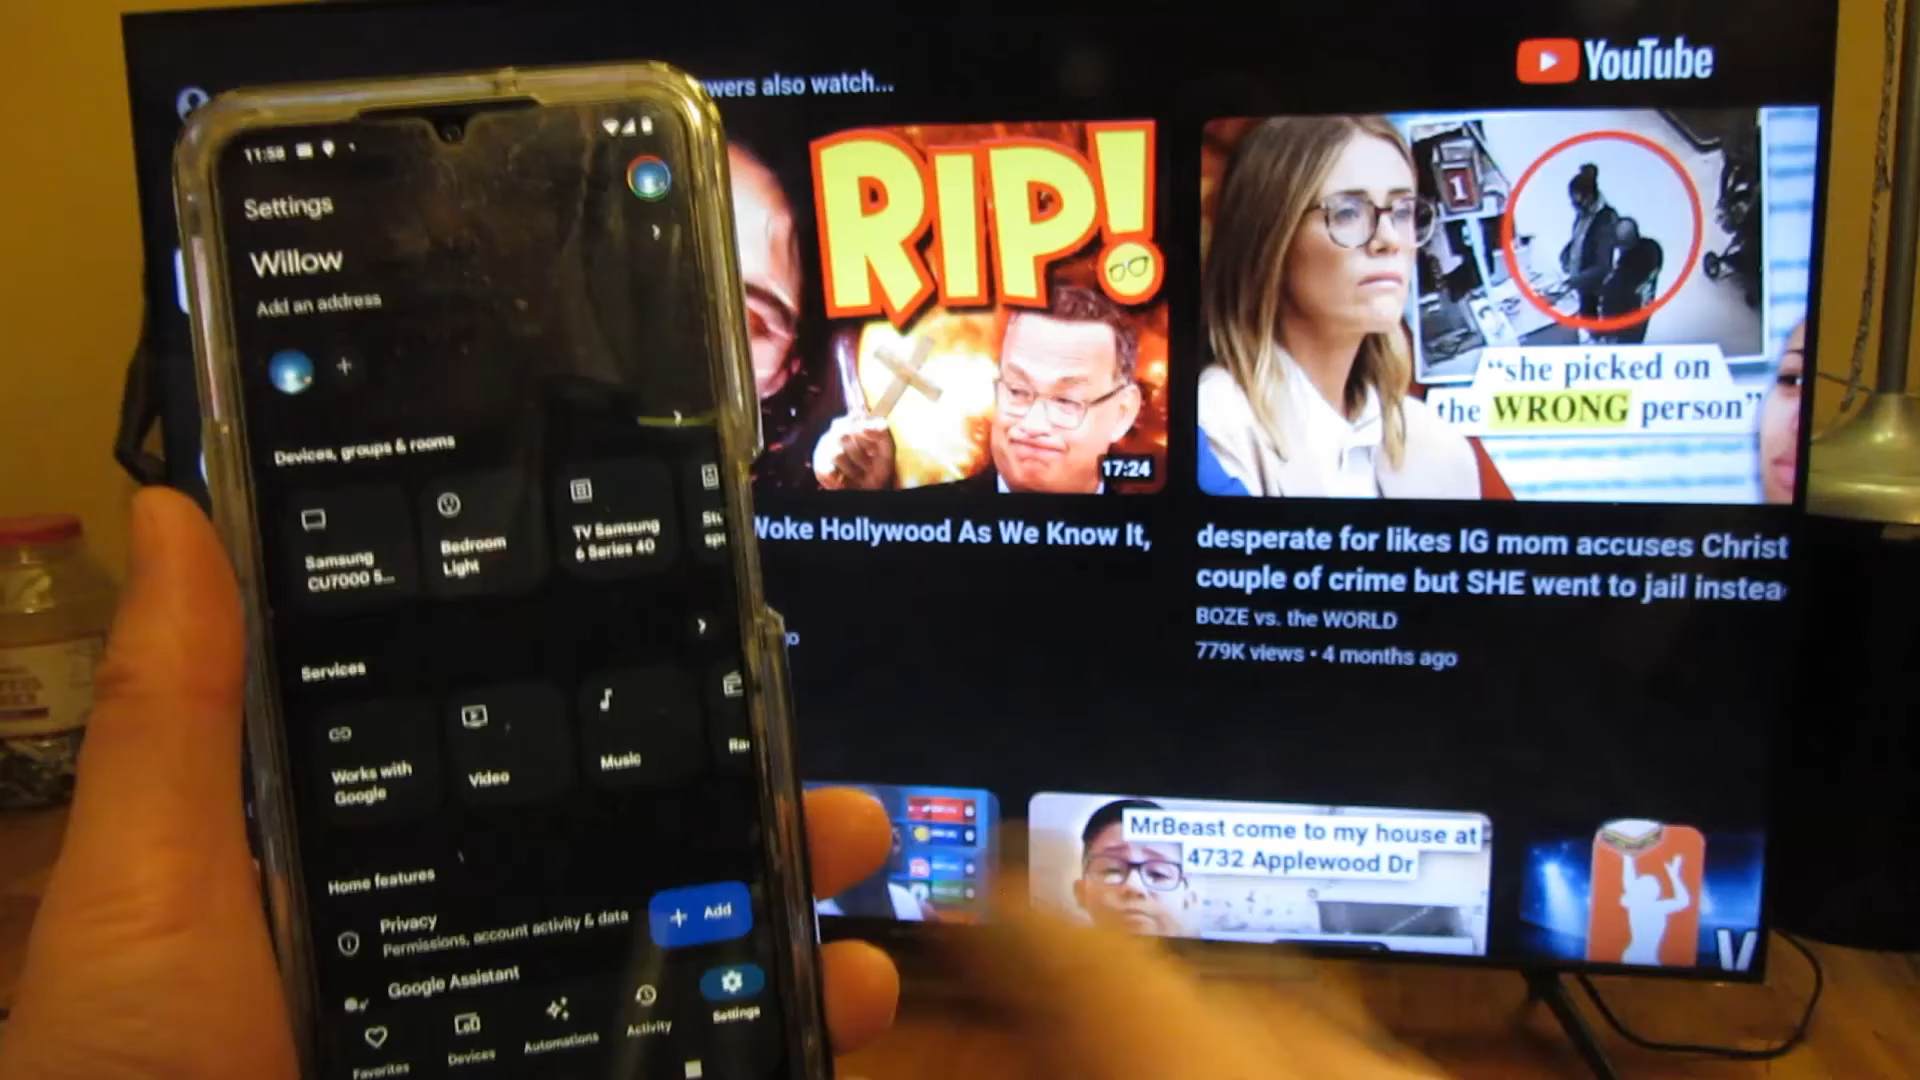 11:58
Settings
Willow
Add an address
Devices, groups & rooms
Samsung
CU7000 5...
Bedroom
Light
TV Samsung
6 Series 40
Services
Works with
Google
Video
Music
Home features
Privacy
Permissions, account activity & data
Add
Google Assistant
Favorites
Devices
Automations
Activity
Settings
also watch...
YouTube
RIP!
17:24
Woke Hollywood As We Know It,
1
"she picked on
the WRONG person"
desperate for likes IG mom accuses Christ
couple of crime but SHE went to jail instea
BOZE vs. the WORLD
779K views • 4 months ago
MrBeast come to my house at
4732 Applewood Dr